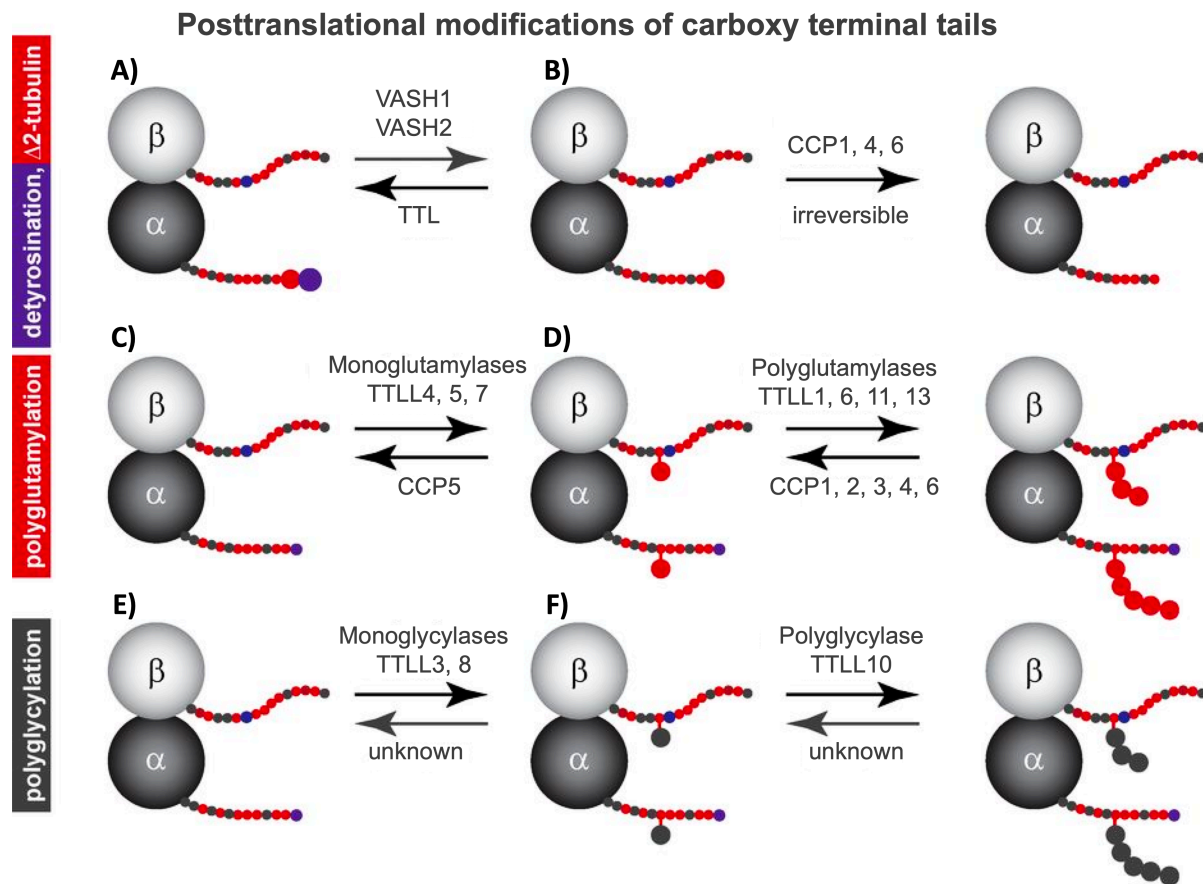 Posttranslational modifications of carboxy terminal tails
detyrosination, Δ2-tubulin
A)
β
α
VASH1
VASH2
TTL
B)
β
α
CCP1, 4, 6
irreversible
β
α
polyglutamylation
C)
β
α
Monoglutamylases
TTLL4, 5, 7
CCP5
D)
β
α
Polyglutamylases
TTLL1, 6, 11, 13
CCP1, 2, 3, 4, 6
β
α
polyglycylation
E)
β
α
Monoglycylases
TTLL3, 8
unknown
F)
β
α
Polyglycylase
TTLL10
unknown
β
α